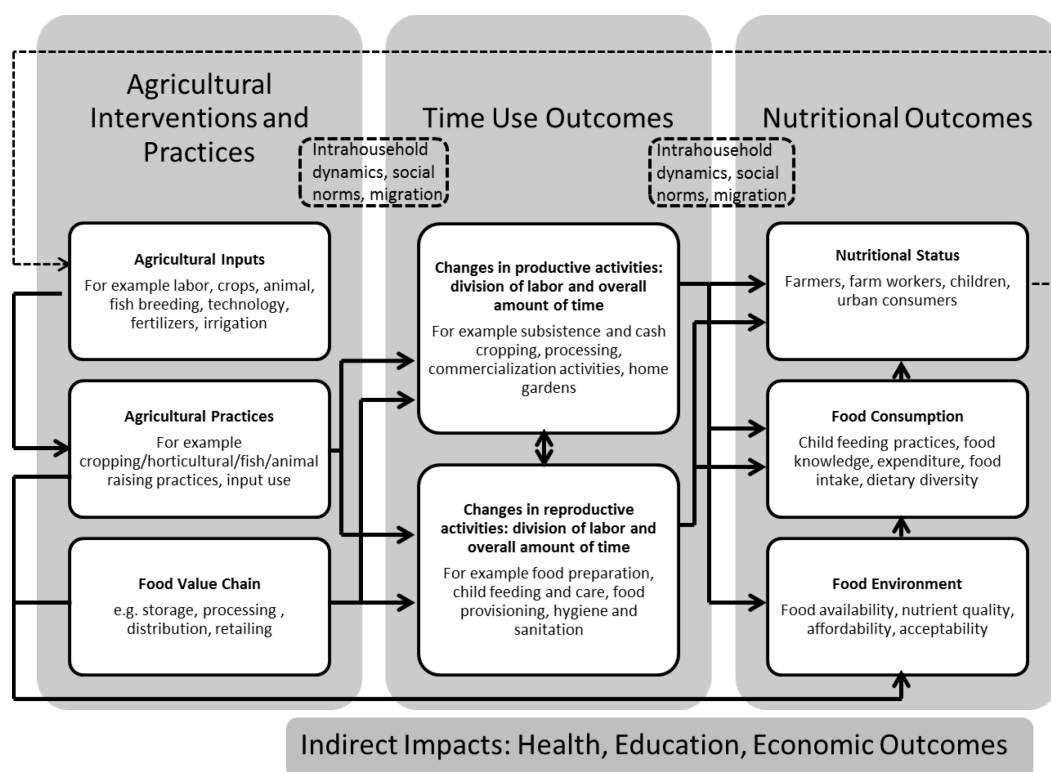 Agricultural
Interventions and
Practices
Time Use Outcomes
Nutritional Outcomes
Intrahousehold
dynamics, social
norms, migration
Intrahousehold
dynamics, social
norms, migration
Agricultural Inputs
For example labor, crops, animal,
fish breeding, technology,
fertilizers, irrigation
Agricultural Practices
For example
cropping/horticultural/fish/animal
raising practices, input use
Food Value Chain
e.g. storage, processing ,
distribution, retailing
Changes in productive activities:
division of labor and overall
amount of time
For example subsistence and cash
cropping, processing,
commercialization activities, home
gardens
Changes in reproductive
activities: division of labor and
overall amount of time
For example food preparation,
child feeding and care, food
provisioning, hygiene and
sanitation
Nutritional Status
Farmers, farm workers, children,
urban consumers
Food Consumption
Child feeding practices, food
knowledge, expenditure, food
intake, dietary diversity
Food Environment
Food availability, nutrient quality,
affordability, acceptability
Indirect Impacts: Health, Education, Economic Outcomes